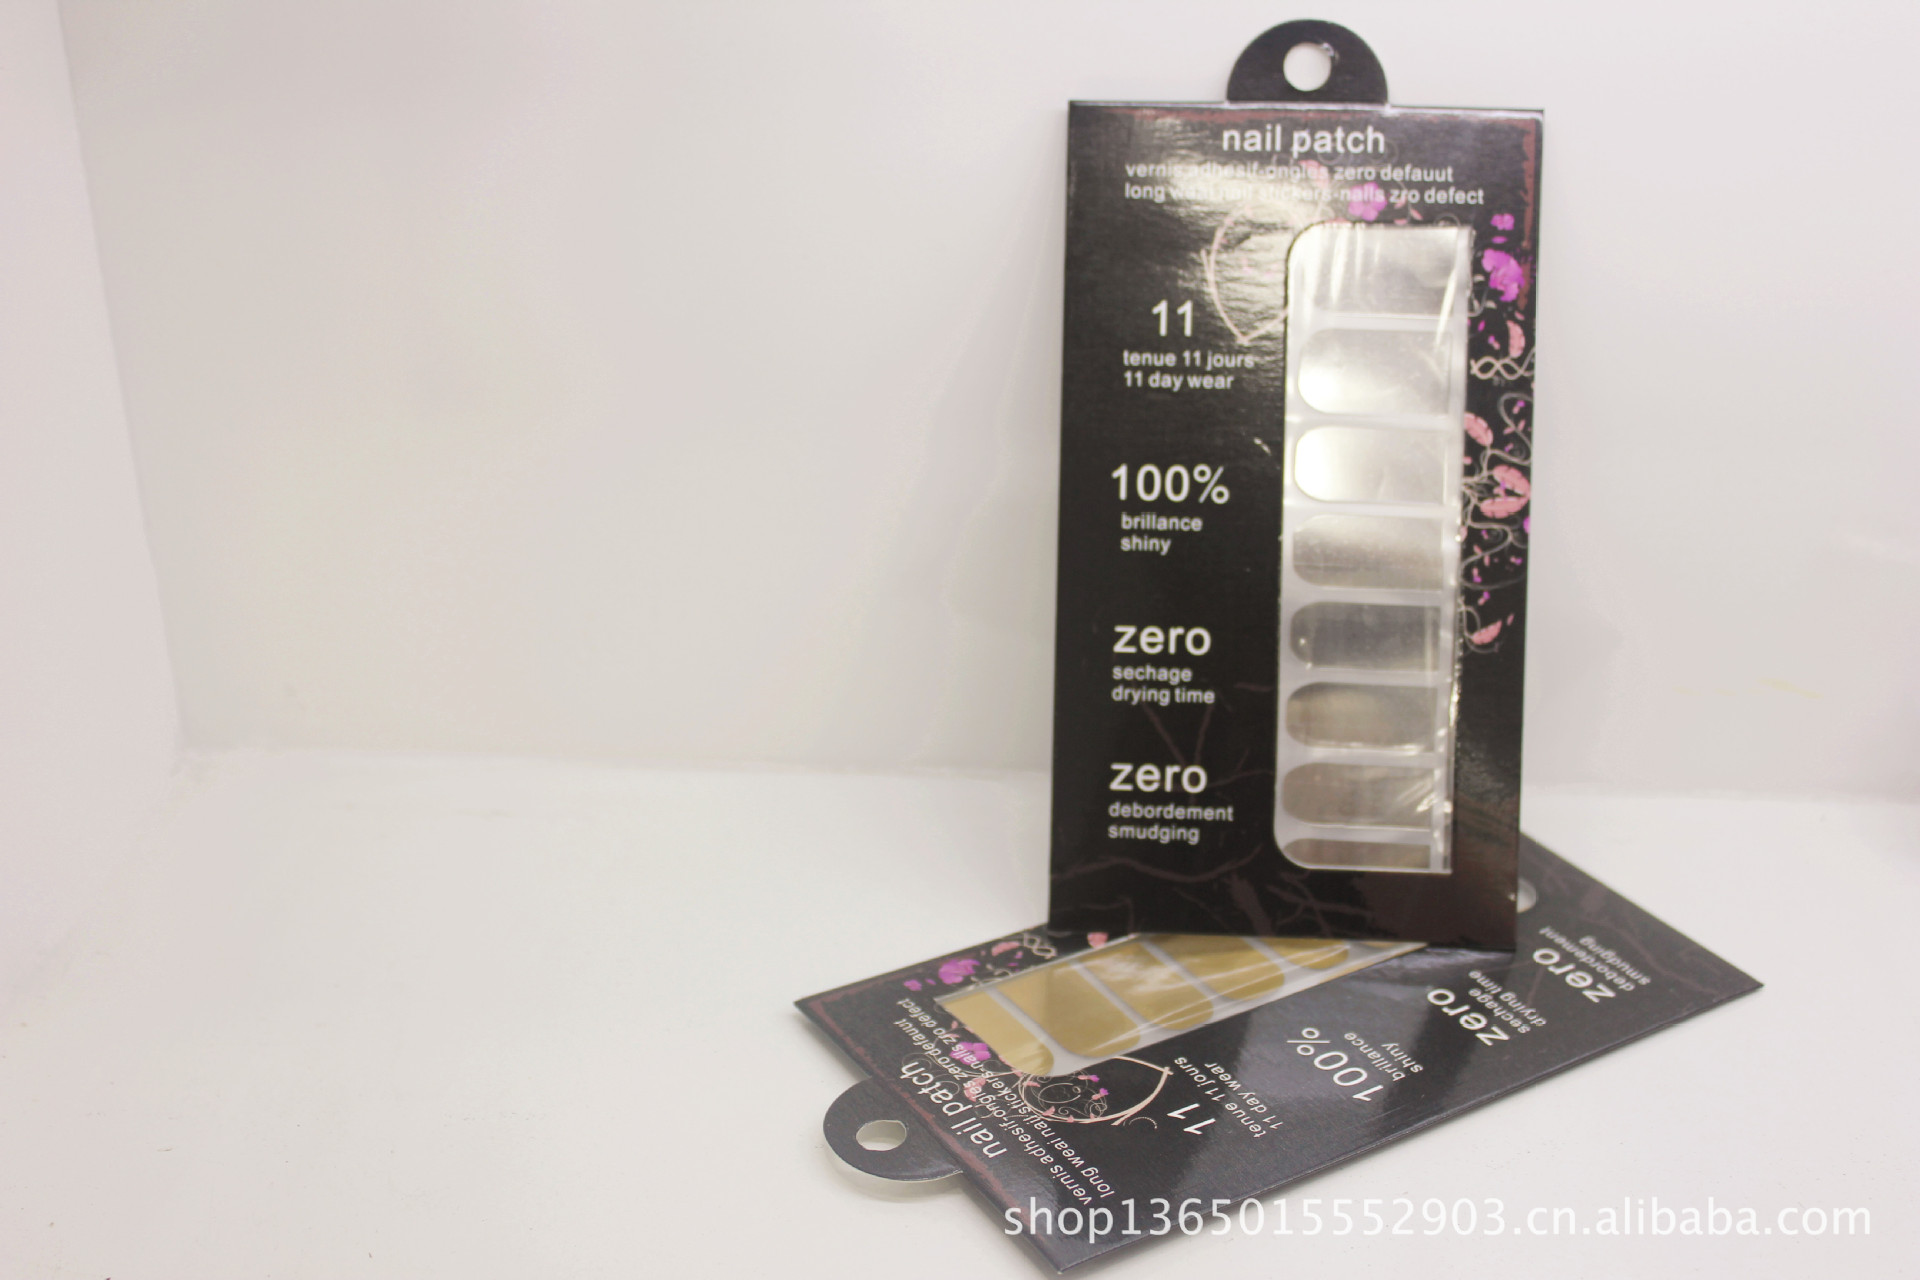 nail patch
vernis adhesif-ongles zero defauut
long wear nail stickers-nails zro defect
11
tenue 11 jours
11 day wear
100%
brillance
shiny
zero
sechage
drying time
zero
debordement
smudging
nail patch
vernis adhesif-ongles zero defauut
long wear nail stickers-nails zro defect
11
tenue 11 jours
11 day wear
100%
brillance
shiny
zero
sechage
drying time
zero
debordement
smudging
shop1365015552903.cn.alibaba.com